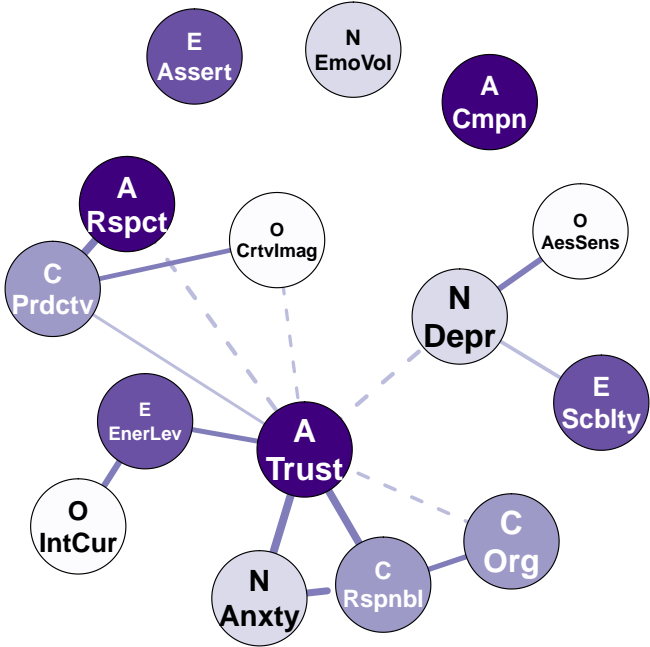 E
Assert
N
EmoVol
A
Cmpn
A
Rspct
O
CrtvImag
O
AesSens
C
Prdctv
N
Depr
E
Scblty
E
EnerLev
A
Trust
O
IntCur
C
Org
N
Anxty
C
Rspnbl